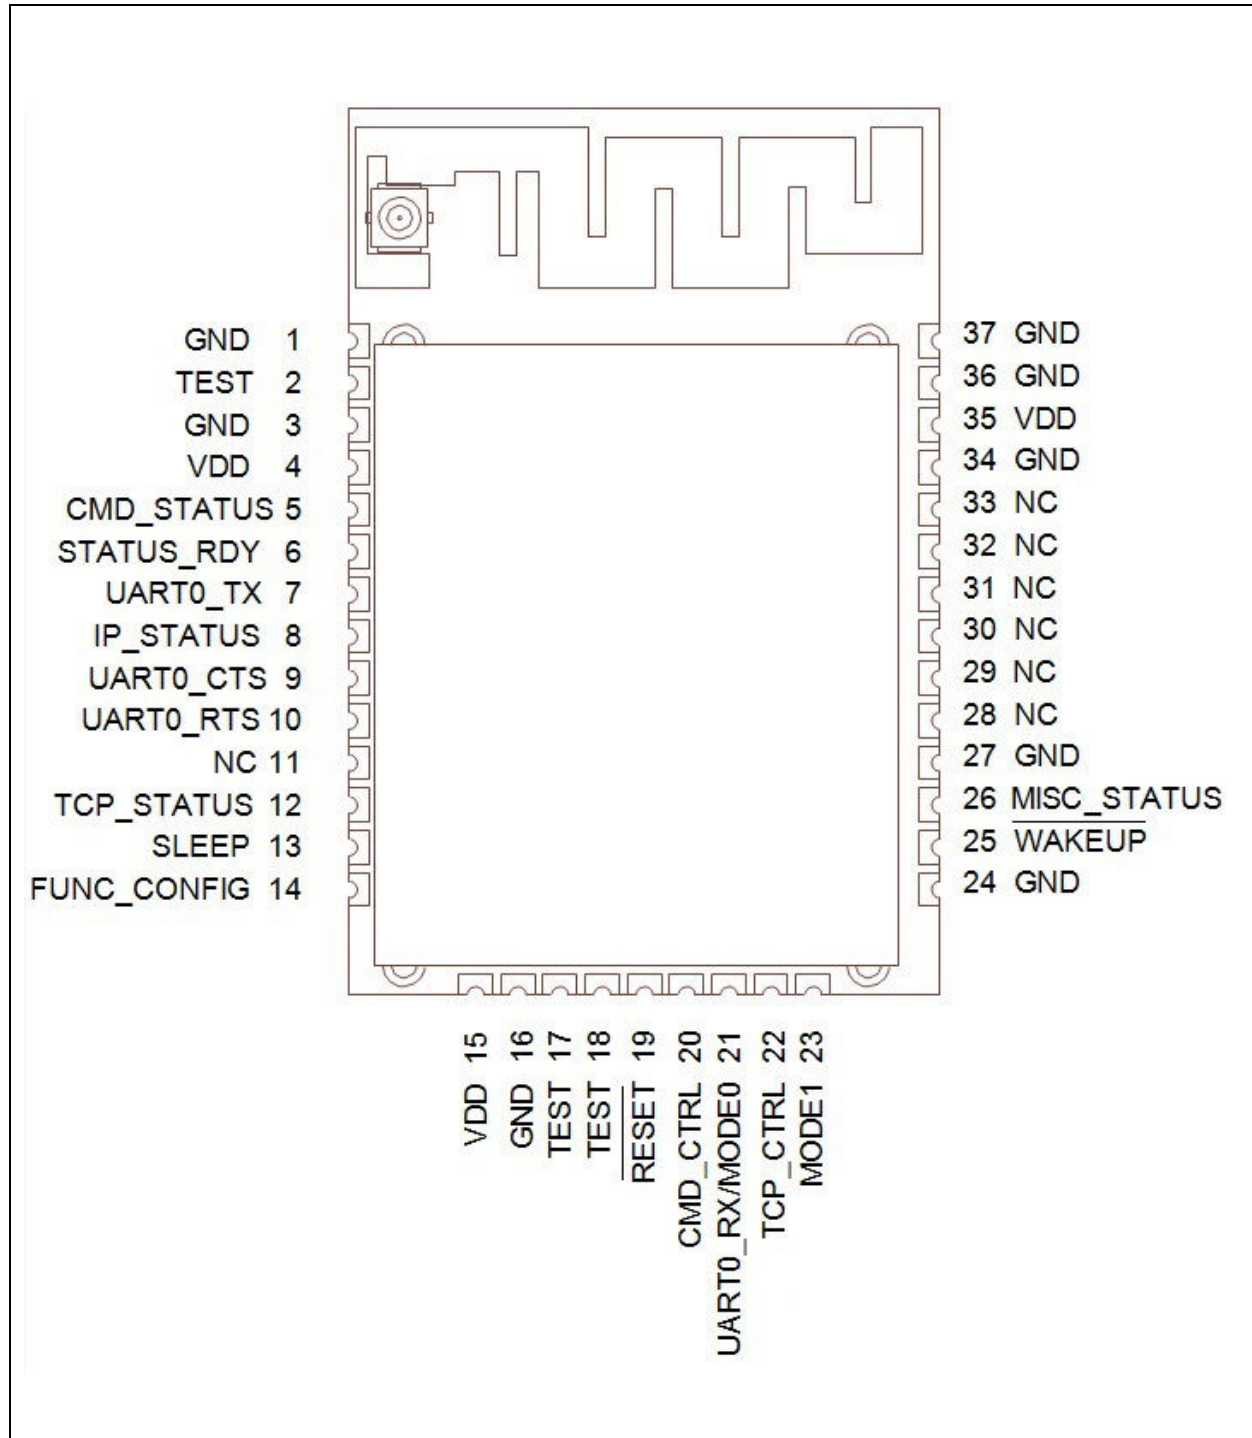 GND 1
TEST 2
GND 3
VDD 4
CMD_STATUS 5
STATUS_RDY 6
UART0_TX 7
IP_STATUS 8
UART0_CTS 9
UART0_RTS 10
NC 11
TCP_STATUS 12
SLEEP 13
FUNC_CONFIG 14
37 GND
36 GND
35 VDD
34 GND
33 NC
32 NC
31 NC
30 NC
29 NC
28 NC
27 GND
26 MISC_STATUS
25 WAKEUP
24 GND
VDD 15
GND 16
TEST 17
TEST 18
RESET 19
CMD_CTRL 20
UART0_RX/MODE0 21
TCP_CTRL 22
MODE1 23